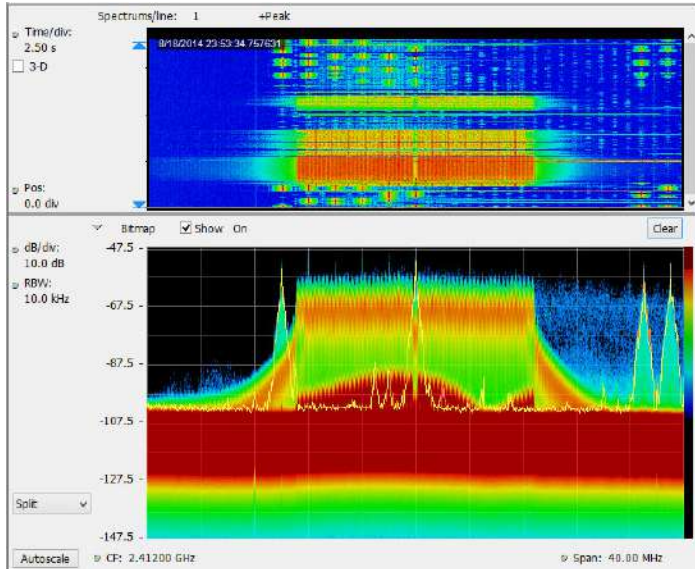 Spectrums/line: 1 +Peak
Time/div:
2.50 s
3-D
8/18/2014 23:53:34.757631
Pos:
0.0 div
Bitmap Show On Clear
dB/div:
10.0 dB
RBW:
10.0 kHz
-47.5
-67.5
-87.5
-107.5
-127.5
-147.5
Split
Autoscale CF: 2.41200 GHz Span: 40.00 MHz